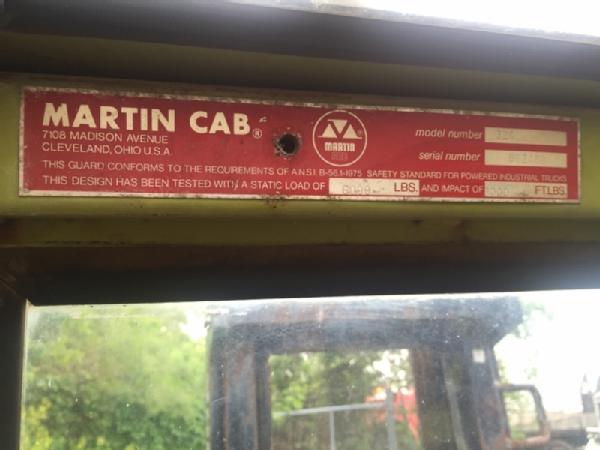 MARTIN CAB®
7108 MADISON AVENUE
CLEVELAND, OHIO U.S.A.
MARTIN
model number
serial number
THIS GUARD CONFORMS TO THE REQUIREMENTS OF A.N.S.I. B-56.1-1975 SAFETY STANDARD FOR POWERED INDUSTRIAL TRUCKS
THIS DESIGN HAS BEEN TESTED WITH A STATIC LOAD OF LBS. AND IMPACT OF FT.LBS.